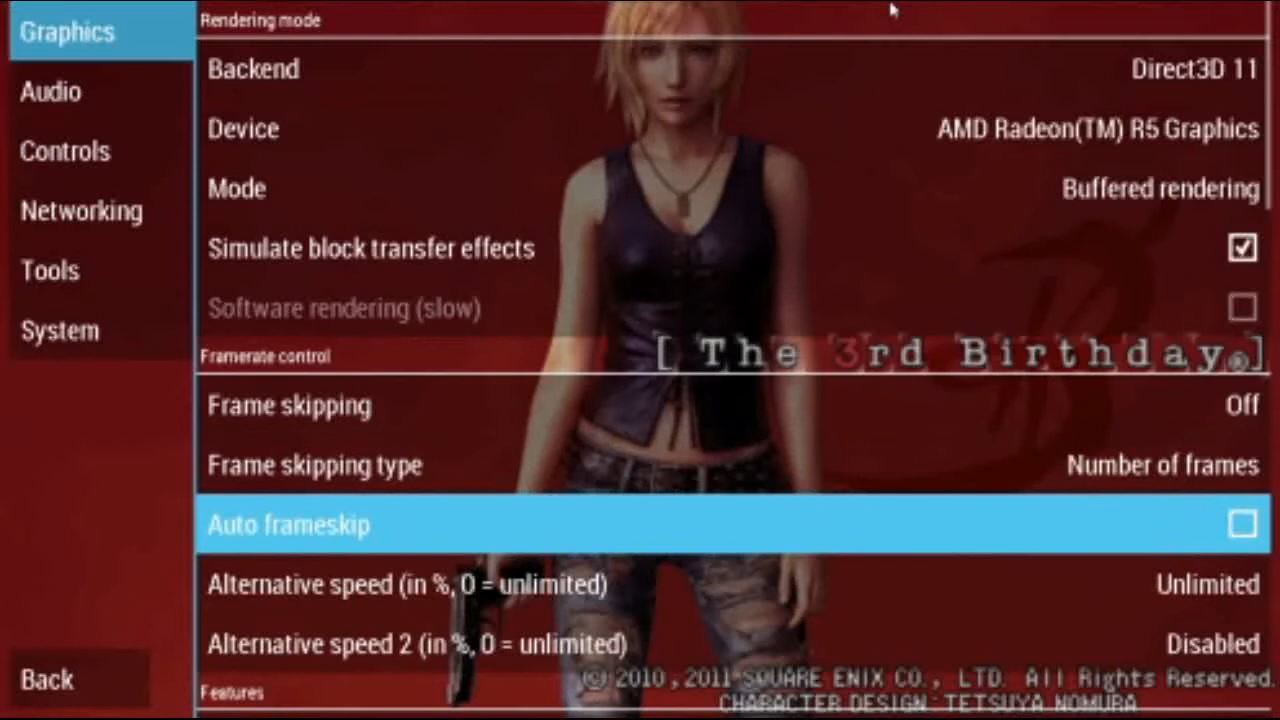 Graphics
Audio
Controls
Networking
Tools
System
Back
Rendering mode
Backend Direct3D 11
Device AMD Radeon(TM) R5 Graphics
Mode Buffered rendering
Simulate block transfer effects
Software rendering (slow)
[ The 3rd Birthday® ]
Framerate control
Frame skipping Off
Frame skipping type Number of frames
Auto frameskip
Alternative speed (in %, 0 = unlimited) Unlimited
Alternative speed 2 (in %, 0 = unlimited) Disabled
© 2010,2011 SQUARE ENIX CO., LTD. All Rights Reserved.
Features
CHARACTER DESIGN:TETSUYA NOMURA